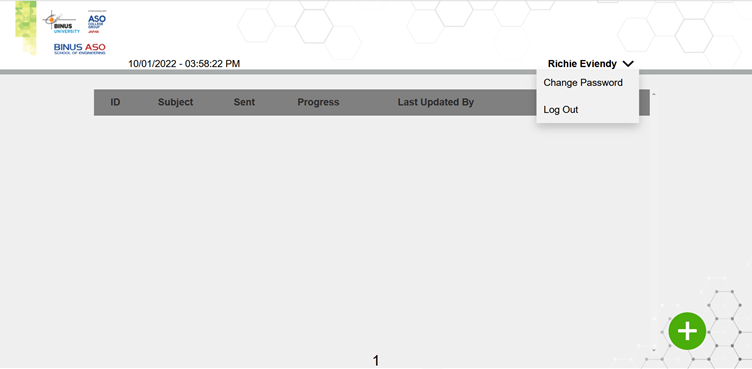 BINUS
UNIVERSITY
ASO
COLLEGE
GROUP
JAPAN
BINUS ASO
SCHOOL OF ENGINEERING
10/01/2022 - 03:58:22 PM
Richie Eviendy
Change Password
Log Out
ID Subject Sent Progress Last Updated By
1